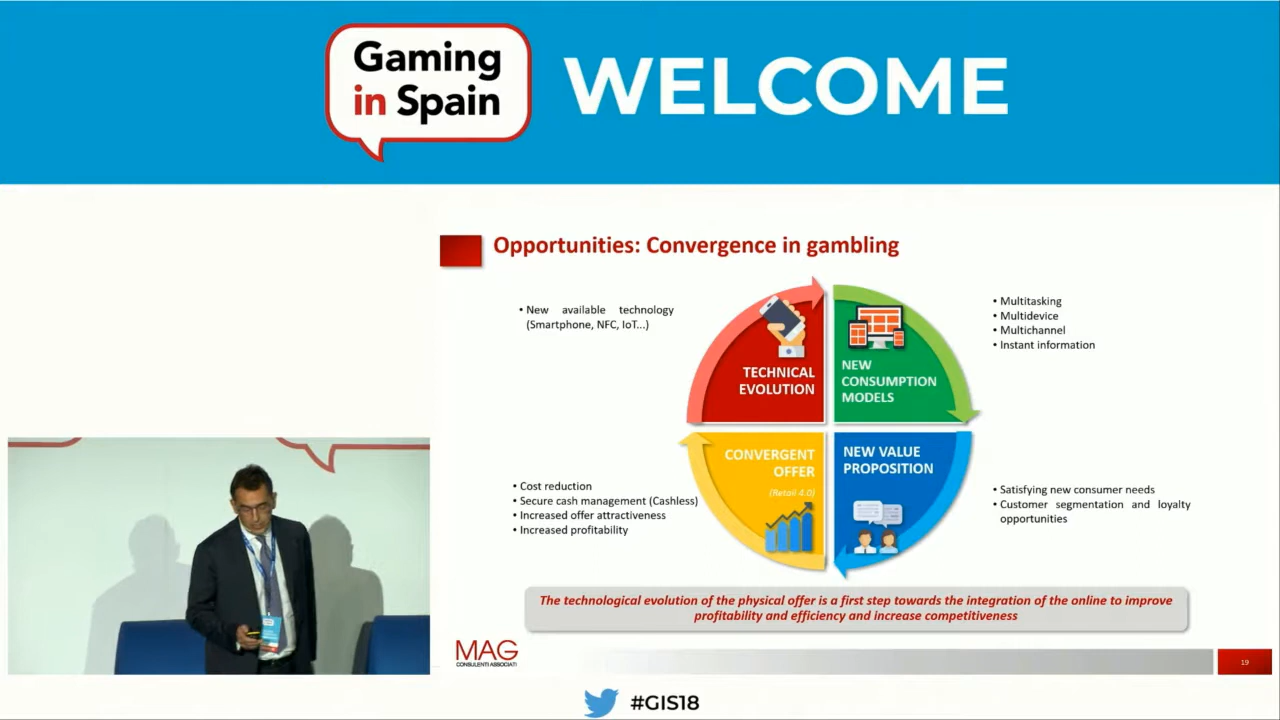 Gaming
in Spain
WELCOME
Opportunities: Convergence in gambling
• New available technology
(Smartphone, NFC, IoT...)
TECHNICAL
EVOLUTION
NEW
CONSUMPTION
MODELS
• Multitasking
• Multidevice
• Multichannel
• Instant information
• Cost reduction
• Secure cash management (Cashless)
• Increased offer attractiveness
• Increased profitability
CONVERGENT
OFFER
(Retail 4.0)
NEW VALUE
PROPOSITION
• Satisfying new consumer needs
• Customer segmentation and loyalty
opportunities
The technological evolution of the physical offer is a first step towards the integration of the online to improve
profitability and efficiency and increase competitiveness
MAG
CONSULENTI ASSOCIATI
19
#GIS18